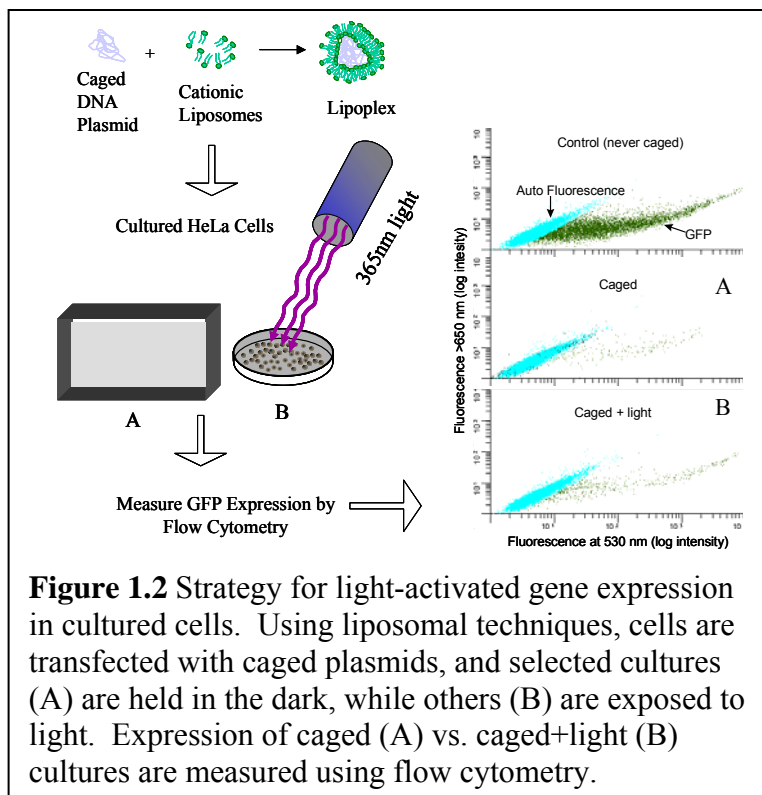 Caged
DNA
Plasmid
+
Cationic
Liposomes
Lipoplex
Cultured HeLa Cells
365nm light
A
B
Measure GFP Expression by
Flow Cytometry
Control (never caged)
Auto Fluorescence
GFP
Caged
A
Caged + light
B
Fluorescence >650 nm (log intesity)
Fluorescence at 530 nm (log intensity)
Figure 1.2 Strategy for light-activated gene expression
in cultured cells. Using liposomal techniques, cells are
transfected with caged plasmids, and selected cultures
(A) are held in the dark, while others (B) are exposed to
light. Expression of caged (A) vs. caged+light (B)
cultures are measured using flow cytometry.